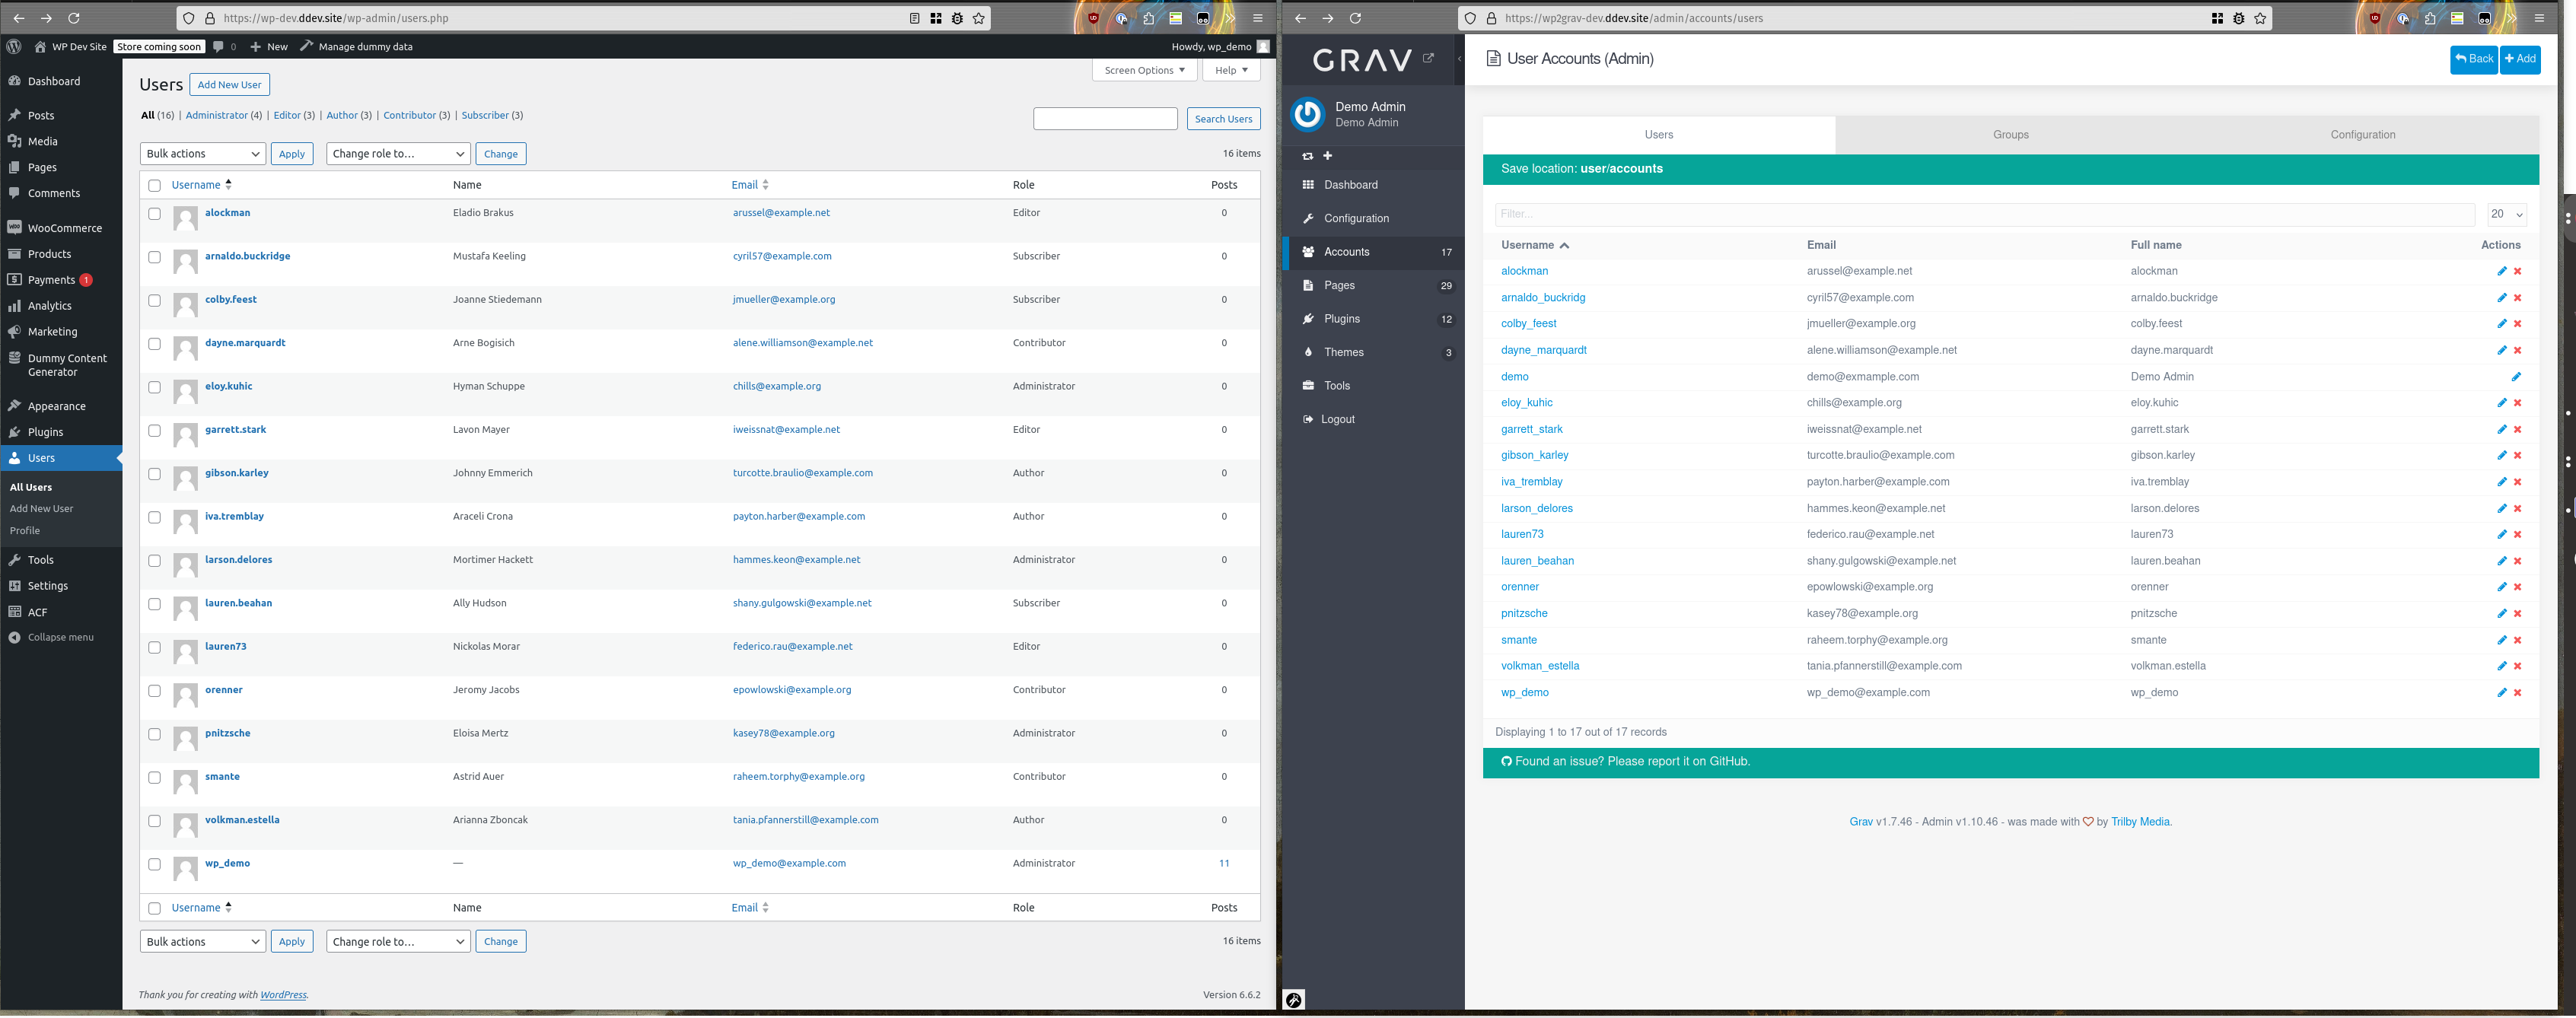 https://wp-dev.ddev.site/wp-admin/users.php
WP Dev Site Store coming soon 0 New Manage dummy data Howdy, wp_demo
Dashboard
Posts
Media
Pages
Comments
WooCommerce
Products
Payments 1
Analytics
Marketing
Dummy Content
Generator
Appearance
Plugins
Users
All Users
Add New User
Profile
Tools
Settings
ACF
Collapse menu
Screen Options Help
Users Add New User
All (16) | Administrator (4) | Editor (3) | Author (3) | Contributor (3) | Subscriber (3)
Search Users
Bulk actions Apply Change role to... Change 16 items
Username Name Email Role Posts
alockman Eladio Brakus arussel@example.net Editor 0
arnaldo.buckridge Mustafa Keeling cyril57@example.com Subscriber 0
colby.feest Joanne Stiedemann jmueller@example.org Subscriber 0
dayne.marquardt Arne Bogisich alene.williamson@example.net Contributor 0
eloy.kuhic Hyman Schuppe chills@example.org Administrator 0
garrett.stark Lavon Mayer iweissnat@example.net Editor 0
gibson.karley Johnny Emmerich turcotte.braulio@example.com Author 0
iva.tremblay Araceli Crona payton.harber@example.com Author 0
larson.delores Mortimer Hackett hammes.keon@example.net Administrator 0
lauren.beahan Ally Hudson shany.gulgowski@example.net Subscriber 0
lauren73 Nickolas Morar federico.rau@example.net Editor 0
orenner Jeromy Jacobs epowlowski@example.org Contributor 0
pnitzsche Eloisa Mertz kasey78@example.org Administrator 0
smante Astrid Auer raheem.torphy@example.org Contributor 0
volkman.estella Arianna Zboncak tania.pfannerstill@example.com Author 0
wp_demo — wp_demo@example.com Administrator 11
Username Name Email Role Posts
Bulk actions Apply Change role to... Change 16 items
Thank you for creating with WordPress. Version 6.6.2
https://wp2grav-dev.ddev.site/admin/accounts/users
GRAV
Demo Admin
Demo Admin
Dashboard
Configuration
Accounts 17
Pages 29
Plugins 12
Themes 3
Tools
Logout
User Accounts (Admin) Back Add
Users Groups Configuration
Save location: user/accounts
Filter... 20
Username Email Full name Actions
alockman arussel@example.net alockman
arnaldo_buckridg cyril57@example.com arnaldo.buckridge
colby_feest jmueller@example.org colby.feest
dayne_marquardt alene.williamson@example.net dayne.marquardt
demo demo@exmample.com Demo Admin
eloy_kuhic chills@example.org eloy.kuhic
garrett_stark iweissnat@example.net garrett.stark
gibson_karley turcotte.braulio@example.com gibson.karley
iva_tremblay payton.harber@example.com iva.tremblay
larson_delores hammes.keon@example.net larson.delores
lauren73 federico.rau@example.net lauren73
lauren_beahan shany.gulgowski@example.net lauren.beahan
orenner epowlowski@example.org orenner
pnitzsche kasey78@example.org pnitzsche
smante raheem.torphy@example.org smante
volkman_estella tania.pfannerstill@example.com volkman.estella
wp_demo wp_demo@example.com wp_demo
Displaying 1 to 17 out of 17 records
Found an issue? Please report it on GitHub.
Grav v1.7.46 - Admin v1.10.46 - was made with by Trilby Media.